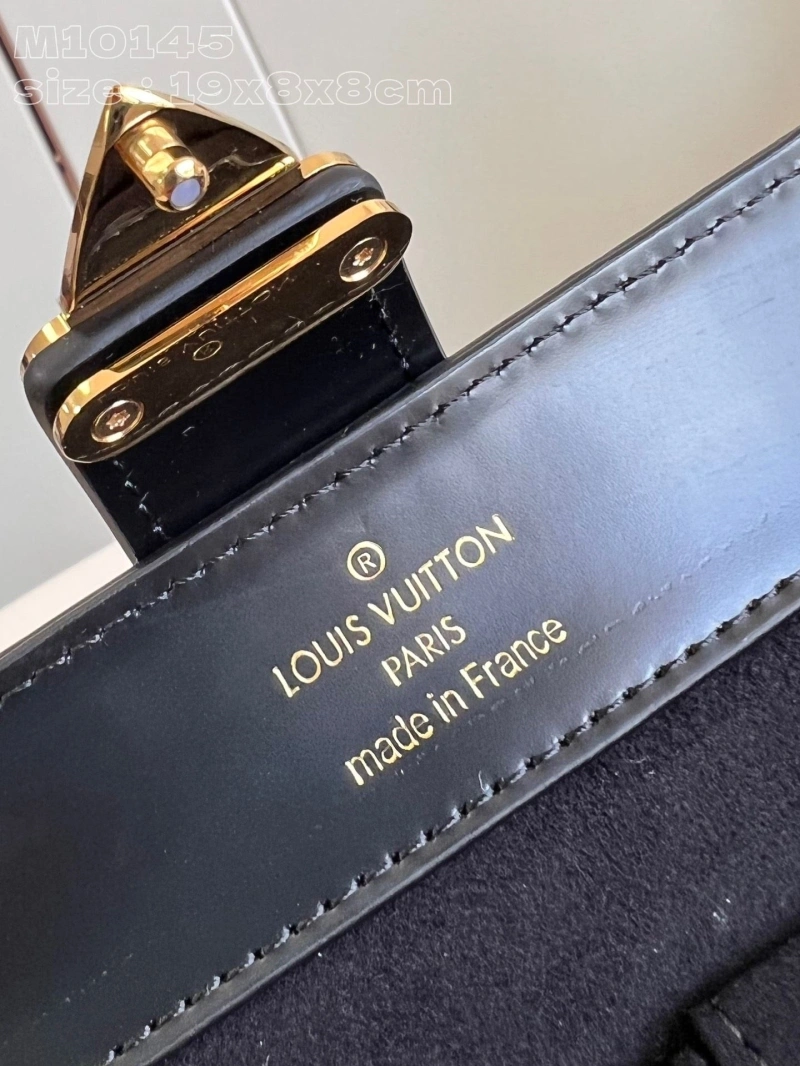 M10145
size : 19x8x8cm
®
LOUIS VUITTON
PARIS
made in France